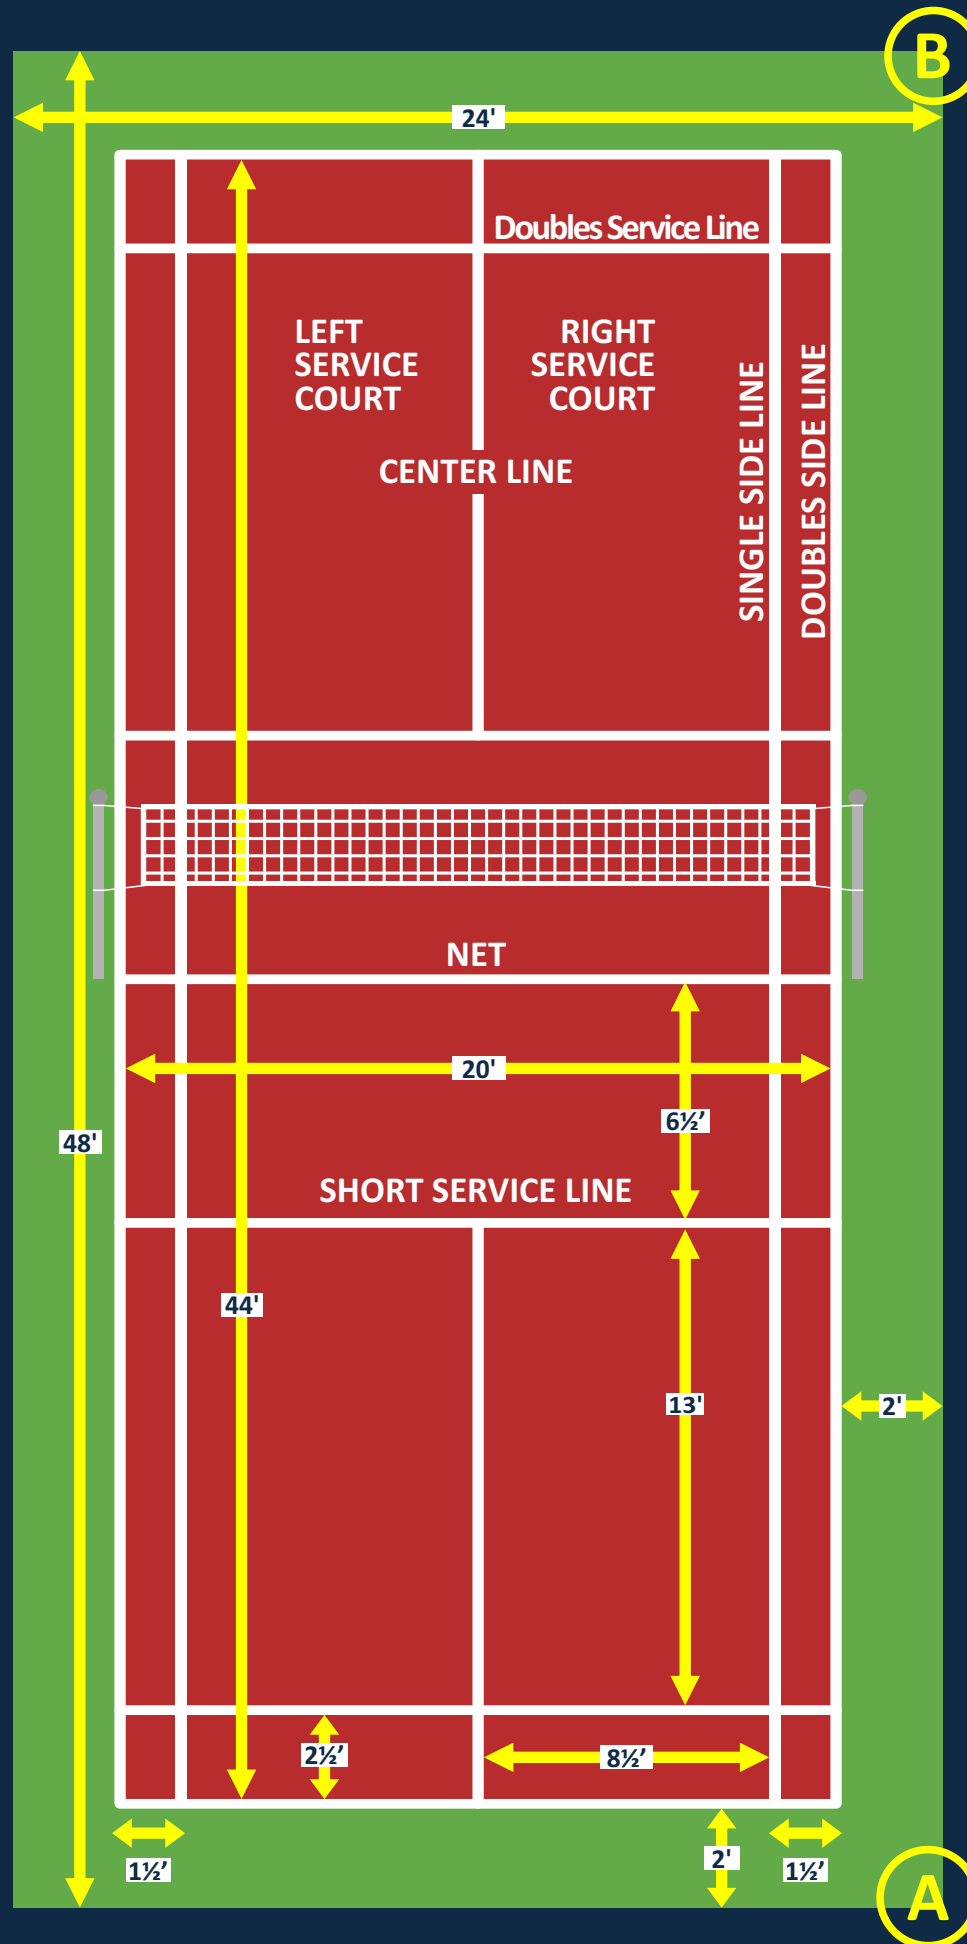 B
24'
Doubles Service Line
LEFT
SERVICE
COURT
RIGHT
SERVICE
COURT
CENTER LINE
SINGLE SIDE LINE
DOUBLES SIDE LINE
NET
20'
6½’
48'
SHORT SERVICE LINE
44'
13'
2'
2½’
8½’
1½’
2'
1½’
A